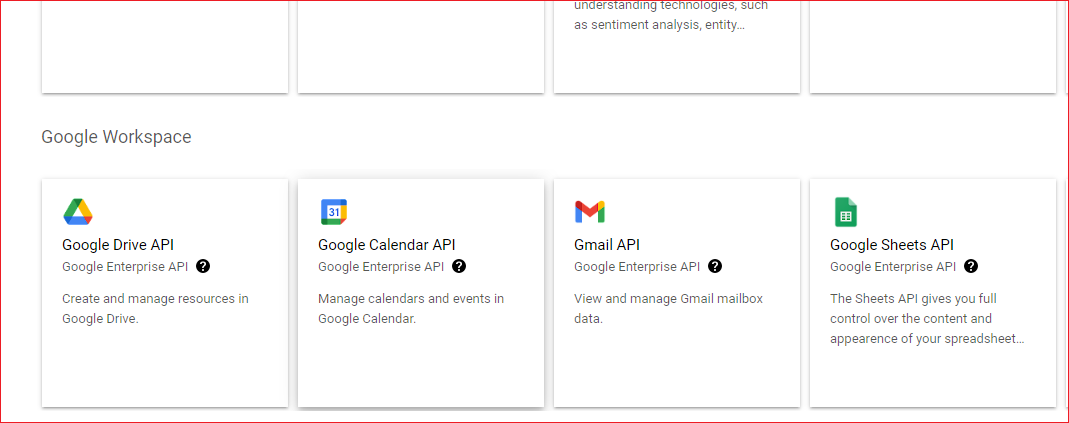 understanding technologies, such
as sentiment analysis, entity...
Google Workspace
31
Google Drive API
Google Enterprise API ?
Create and manage resources in
Google Drive.
Google Calendar API
Google Enterprise API ?
Manage calendars and events in
Google Calendar.
Gmail API
Google Enterprise API ?
View and manage Gmail mailbox
data.
Google Sheets API
Google Enterprise API ?
The Sheets API gives you full
control over the content and
appearence of your spreadsheet...